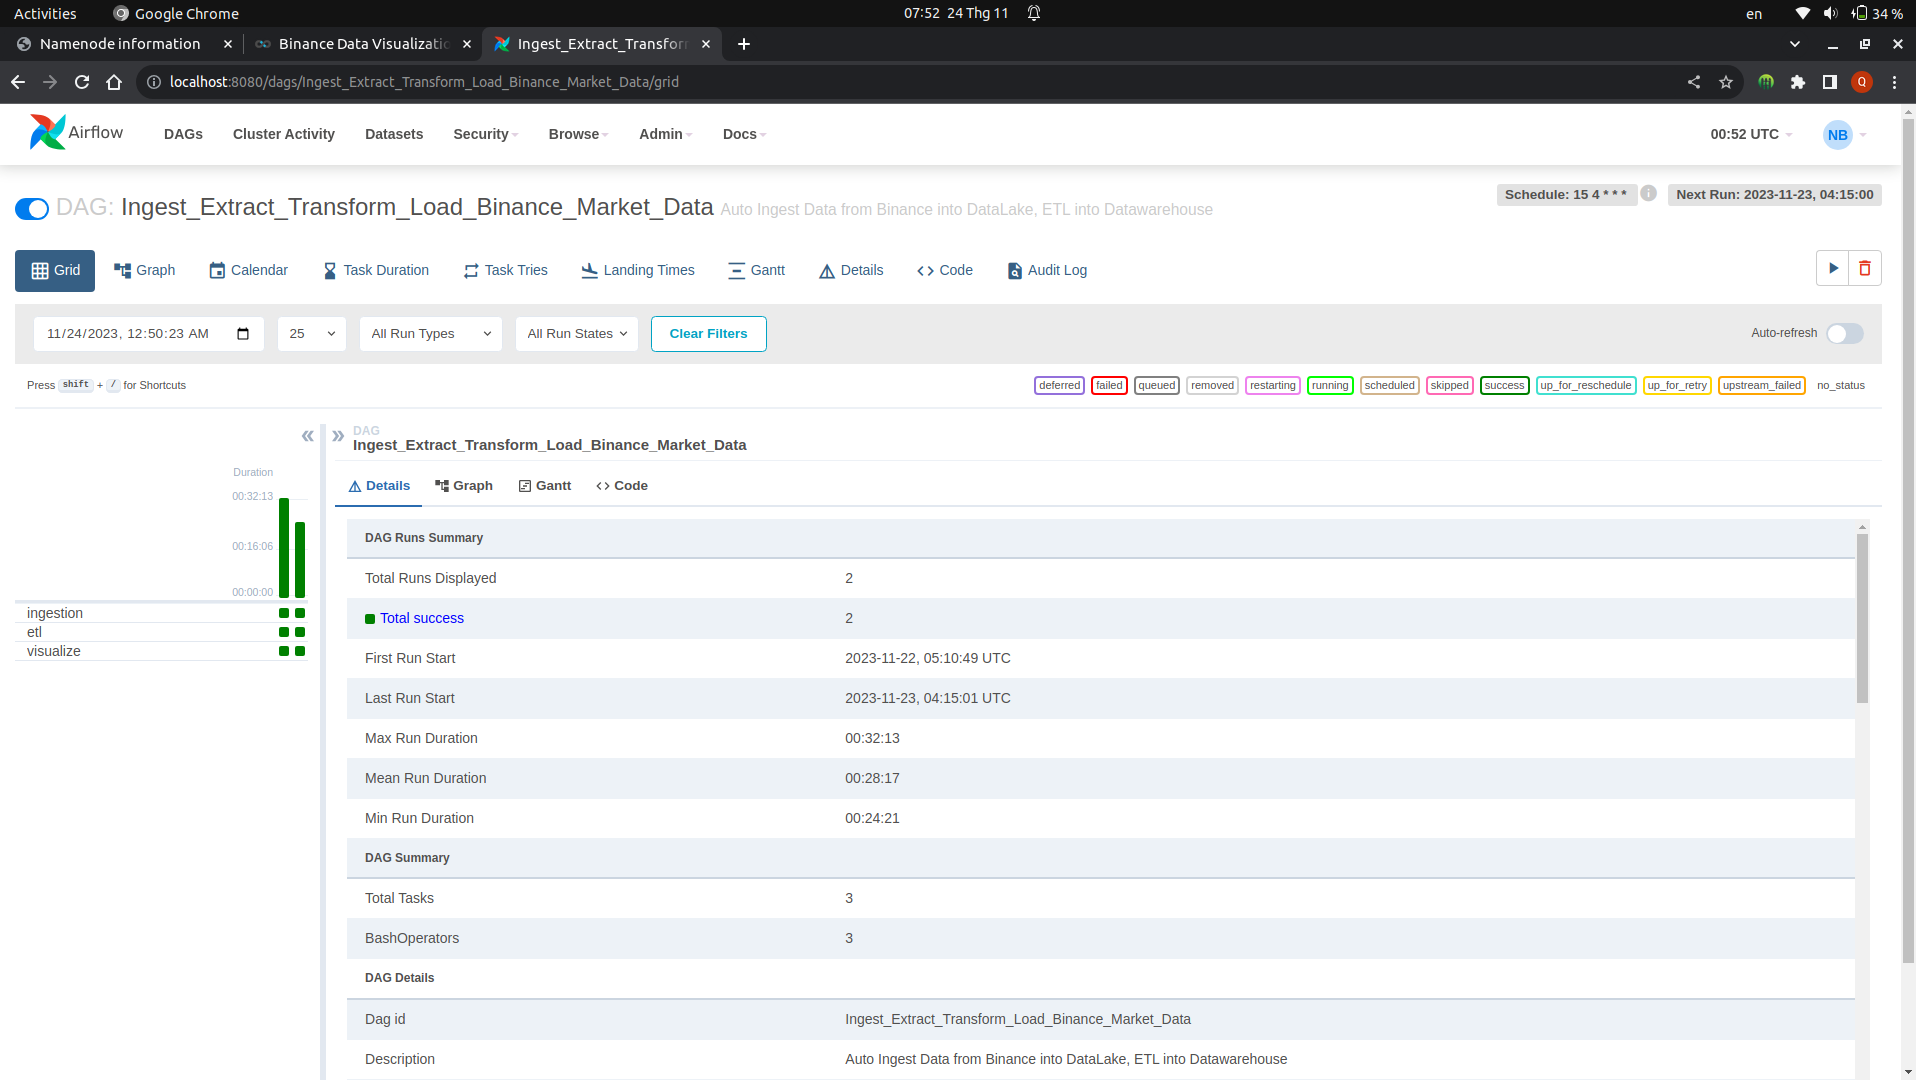 Activities Google Chrome 07:52 24 Thg 11 en 34 %
Namenode information Binance Data Visualizatio Ingest_Extract_Transform
localhost:8080/dags/Ingest_Extract_Transform_Load_Binance_Market_Data/grid Q
Airflow DAGs Cluster Activity Datasets Security Browse Admin Docs 00:52 UTC NB
DAG: Ingest_Extract_Transform_Load_Binance_Market_Data Auto Ingest Data from Binance into DataLake, ETL into Datawarehouse
Schedule: 15 4 * * * i Next Run: 2023-11-23, 04:15:00
Grid Graph Calendar Task Duration Task Tries Landing Times Gantt Details Code Audit Log
11/24/2023, 12:50:23 AM 25 All Run Types All Run States Clear Filters Auto-refresh
Press shift + / for Shortcuts deferred failed queued removed restarting running scheduled skipped success up_for_reschedule up_for_retry upstream_failed no_status
DAG
Ingest_Extract_Transform_Load_Binance_Market_Data
Details Graph Gantt Code
Duration
00:32:13
00:16:06
00:00:00
ingestion
etl
visualize
DAG Runs Summary
Total Runs Displayed 2
Total success 2
First Run Start 2023-11-22, 05:10:49 UTC
Last Run Start 2023-11-23, 04:15:01 UTC
Max Run Duration 00:32:13
Mean Run Duration 00:28:17
Min Run Duration 00:24:21
DAG Summary
Total Tasks 3
BashOperators 3
DAG Details
Dag id Ingest_Extract_Transform_Load_Binance_Market_Data
Description Auto Ingest Data from Binance into DataLake, ETL into Datawarehouse